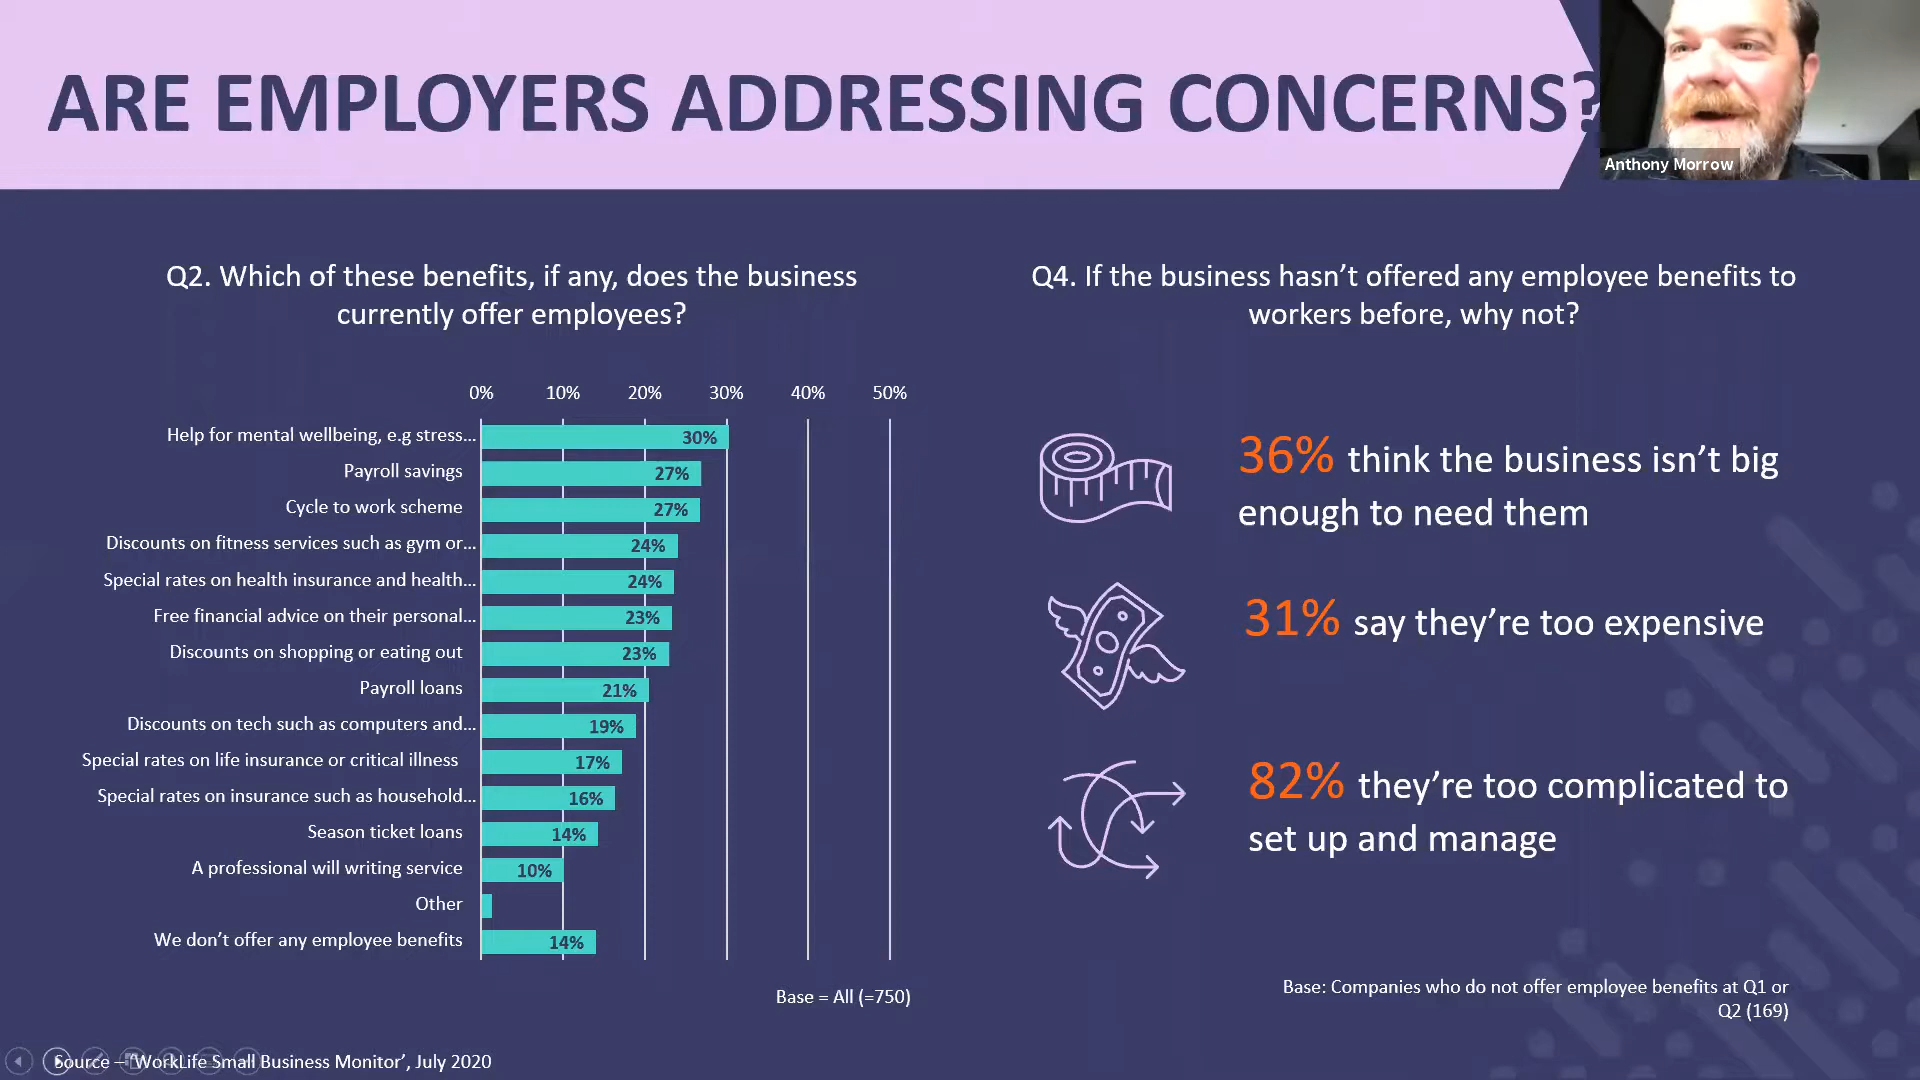 ARE EMPLOYERS ADDRESSING CONCERNS?
Anthony Morrow
Q2. Which of these benefits, if any, does the business
currently offer employees?
0% 10% 20% 30% 40% 50%
Help for mental wellbeing, e.g stress... 30%
Payroll savings 27%
Cycle to work scheme 27%
Discounts on fitness services such as gym or... 24%
Special rates on health insurance and health... 24%
Free financial advice on their personal... 23%
Discounts on shopping or eating out 23%
Payroll loans 21%
Discounts on tech such as computers and... 19%
Special rates on life insurance or critical illness 17%
Special rates on insurance such as household... 16%
Season ticket loans 14%
A professional will writing service 10%
Other
We don’t offer any employee benefits 14%
Base = All (=750)
Q4. If the business hasn’t offered any employee benefits to
workers before, why not?
36% think the business isn’t big
enough to need them
31% say they’re too expensive
82% they’re too complicated to
set up and manage
Base: Companies who do not offer employee benefits at Q1 or
Q2 (169)
Source – ‘WorkLife Small Business Monitor’, July 2020